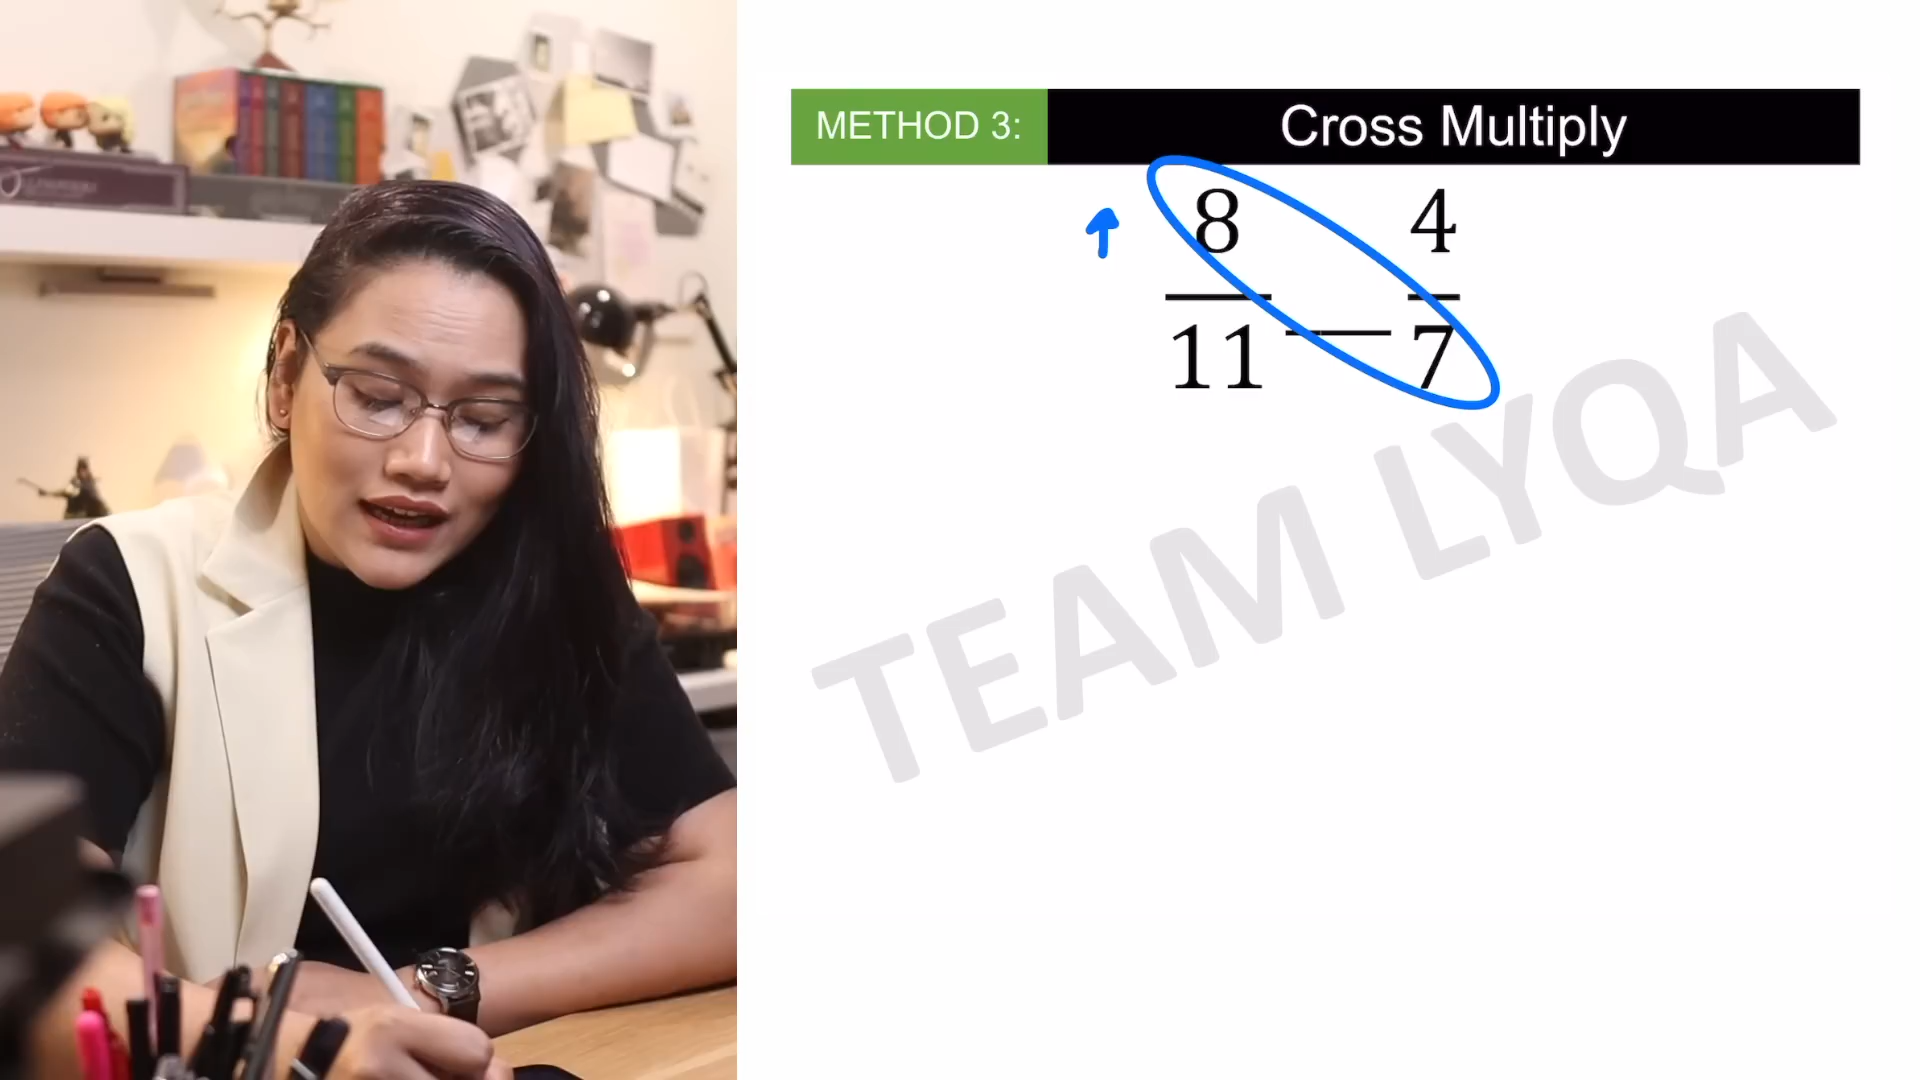 METHOD 3: Cross Multiply
8 4
— — —
11 7
TEAM LYQA